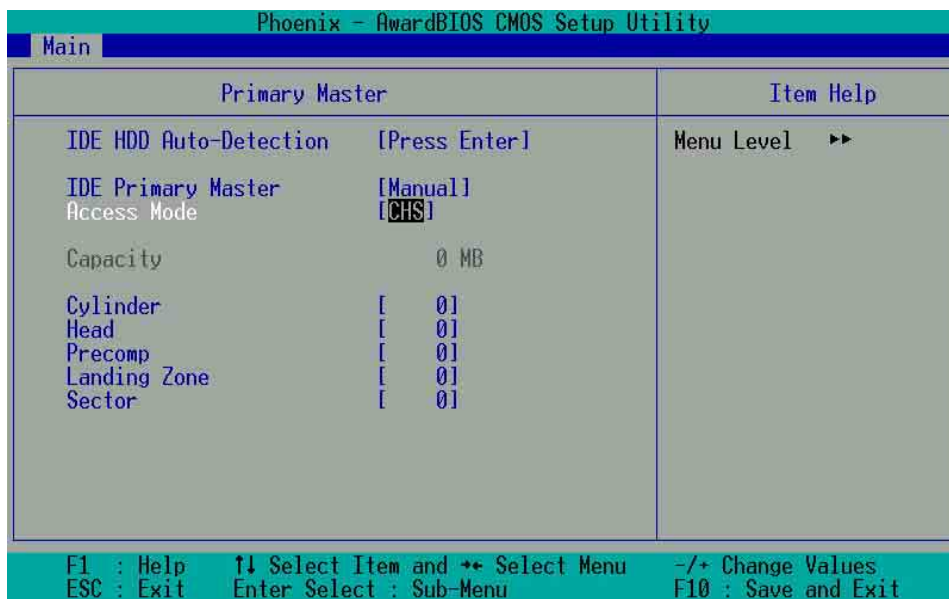 Phoenix - AwardBIOS CMOS Setup Utility
Main
Primary Master
Item Help
IDE HDD Auto-Detection [Press Enter]
Menu Level ▸▸
IDE Primary Master [Manual]
Access Mode [CHS]
Capacity 0 MB
Cylinder [ 0]
Head [ 0]
Precomp [ 0]
Landing Zone [ 0]
Sector [ 0]
F1 : Help ↑↓ Select Item and →← Select Menu -/+ Change Values
ESC : Exit Enter Select : Sub-Menu F10 : Save and Exit